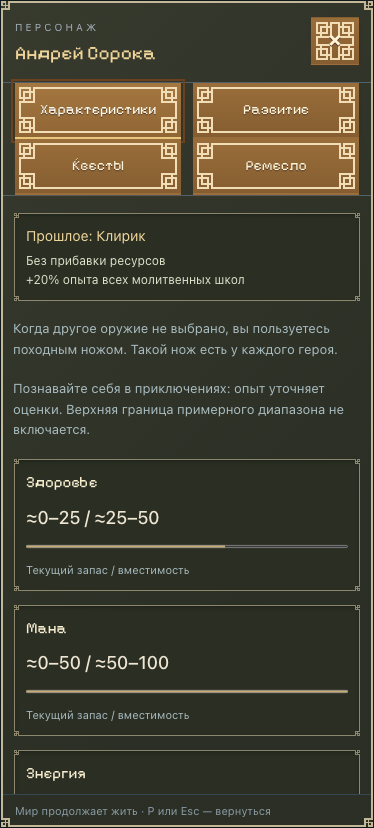 ПЕРСОНАЖ
Андрей Сорока
Характеристики
Развитие
Квесты
Ремесло
Прошлое: Клирик
Без прибавки ресурсов
+20% опыта всех молитвенных школ
Когда другое оружие не выбрано, вы пользуетесь
походным ножом. Такой нож есть у каждого героя.
Познавайте себя в приключениях: опыт уточняет
оценки. Верхняя граница примерного диапазона не
включается.
Здоровье
≈0–25 / ≈25–50
Текущий запас / вместимость
Мана
≈0–50 / ≈50–100
Текущий запас / вместимость
Энергия
Мир продолжает жить · P или Esc — вернуться